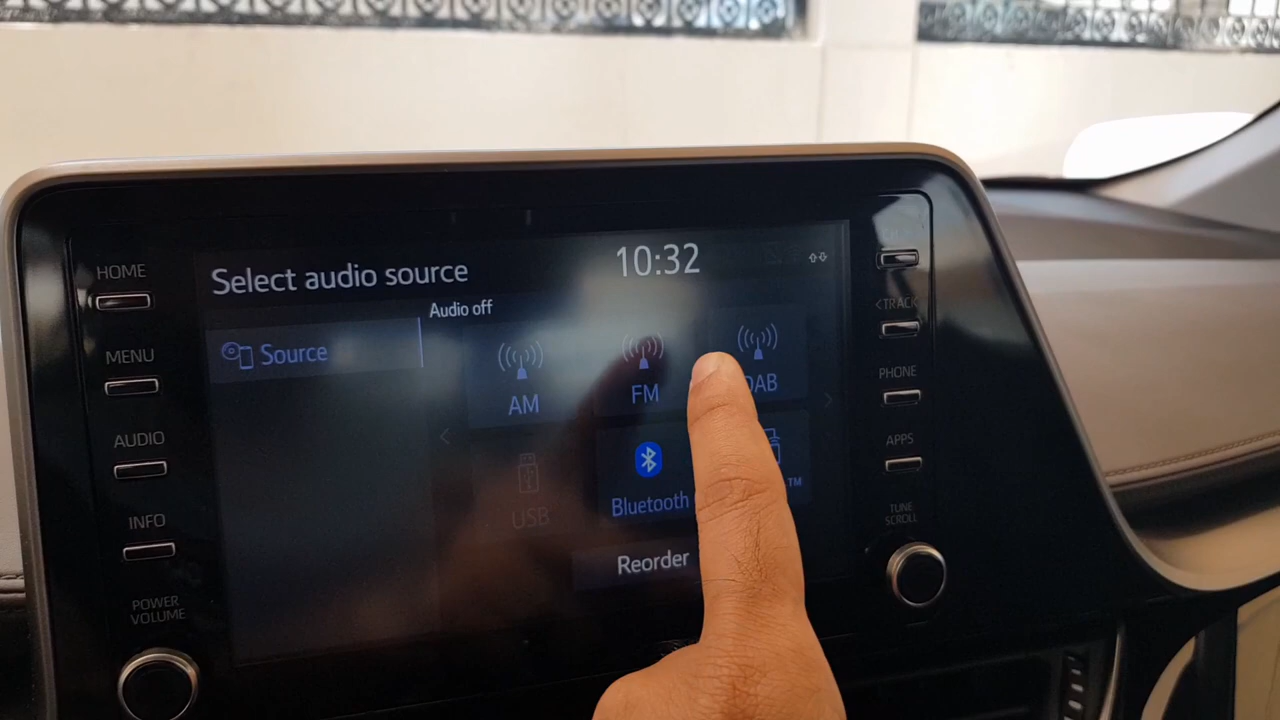 HOME
MENU
AUDIO
INFO
POWER
VOLUME
Select audio source
10:32
Audio off
Source
AM
FM
DAB
USB
Bluetooth
TM
Reorder
<TRACK
PHONE
APPS
TUNE
SCROLL